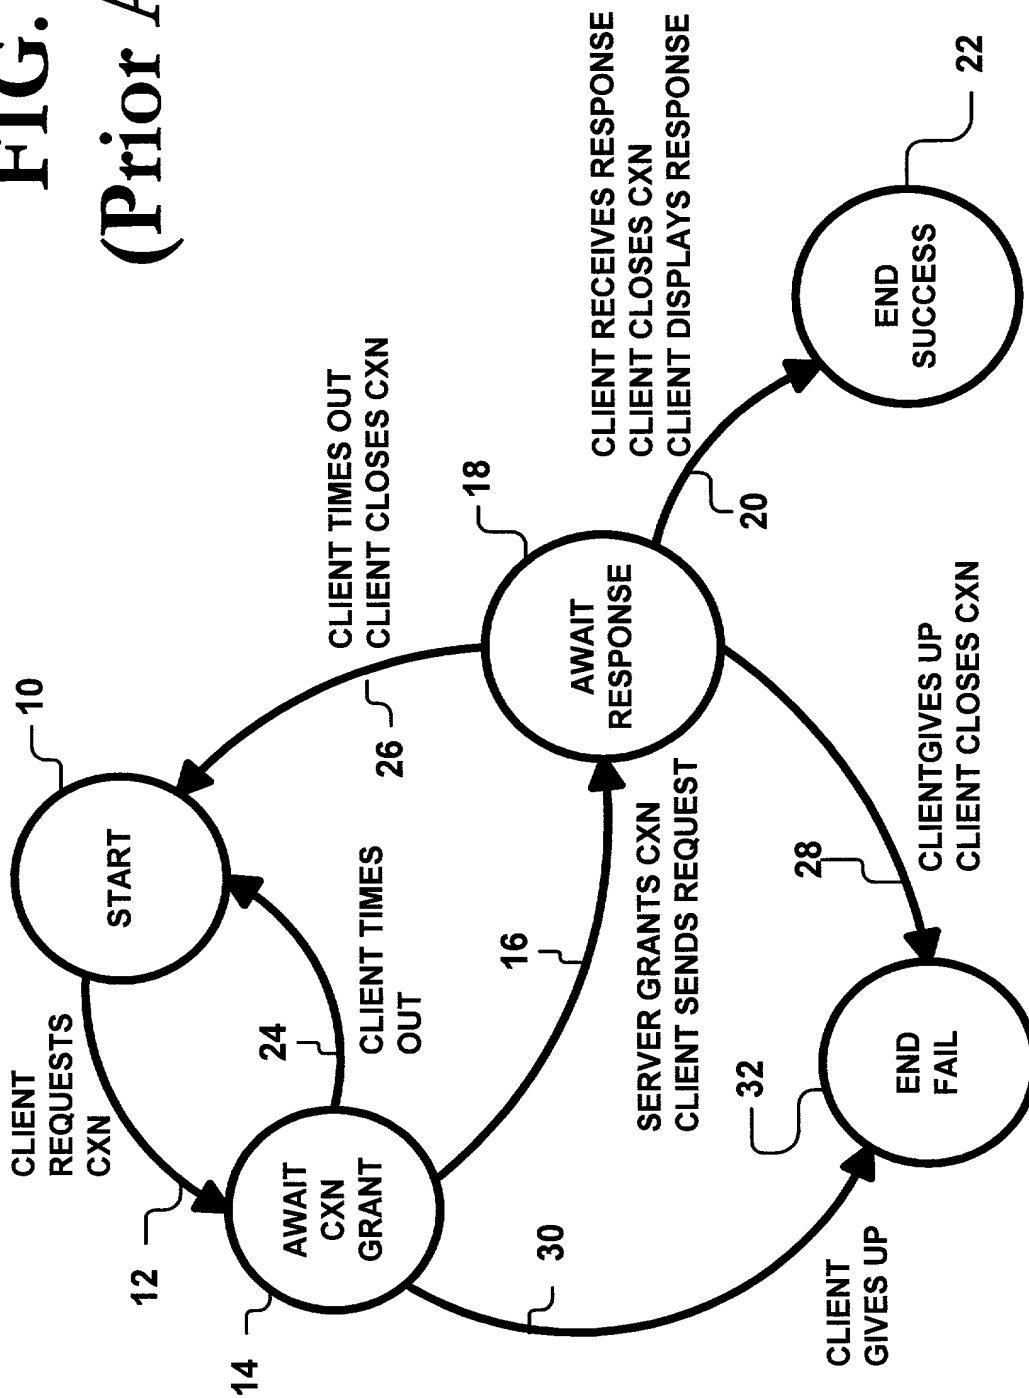 FIG.
(Prior
10
START
CLIENT
REQUESTS
CXN
12
14
AWAIT
CXN
GRANT
24
CLIENT TIMES
OUT
CLIENT TIMES OUT
CLIENT CLOSES CXN
26
16
SERVER GRANTS CXN
CLIENT SENDS REQUEST
18
AWAIT
RESPONSE
CLIENT RECEIVES RESPONSE
CLIENT CLOSES CXN
CLIENT DISPLAYS RESPONSE
20
22
END
SUCCESS
28
CLIENTGIVES UP
CLIENT CLOSES CXN
30
CLIENT
GIVES UP
32
END
FAIL